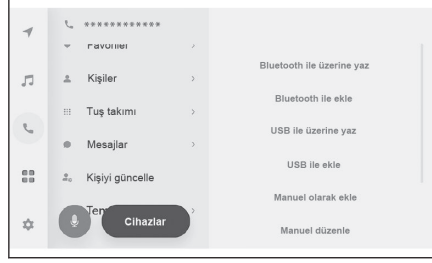 ************
Favoriler
Kişiler
Tuş takımı
Mesajlar
Kişiyi güncelle
Cihazlar
Bluetooth ile üzerine yaz
Bluetooth ile ekle
USB ile üzerine yaz
USB ile ekle
Manuel olarak ekle
Manuel düzenle